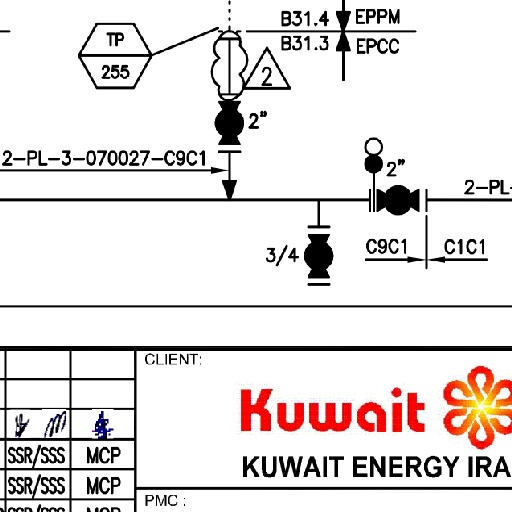 B31.4 EPPM
B31.3 EPCC
TP
255
2
2"
2-PL-3-070027-C9C1
2"
2-PL-
3/4
C9C1 C1C1
CLIENT:
Kuwait
KUWAIT ENERGY IRA
SSR/SSS MCP
SSR/SSS MCP
PMC :